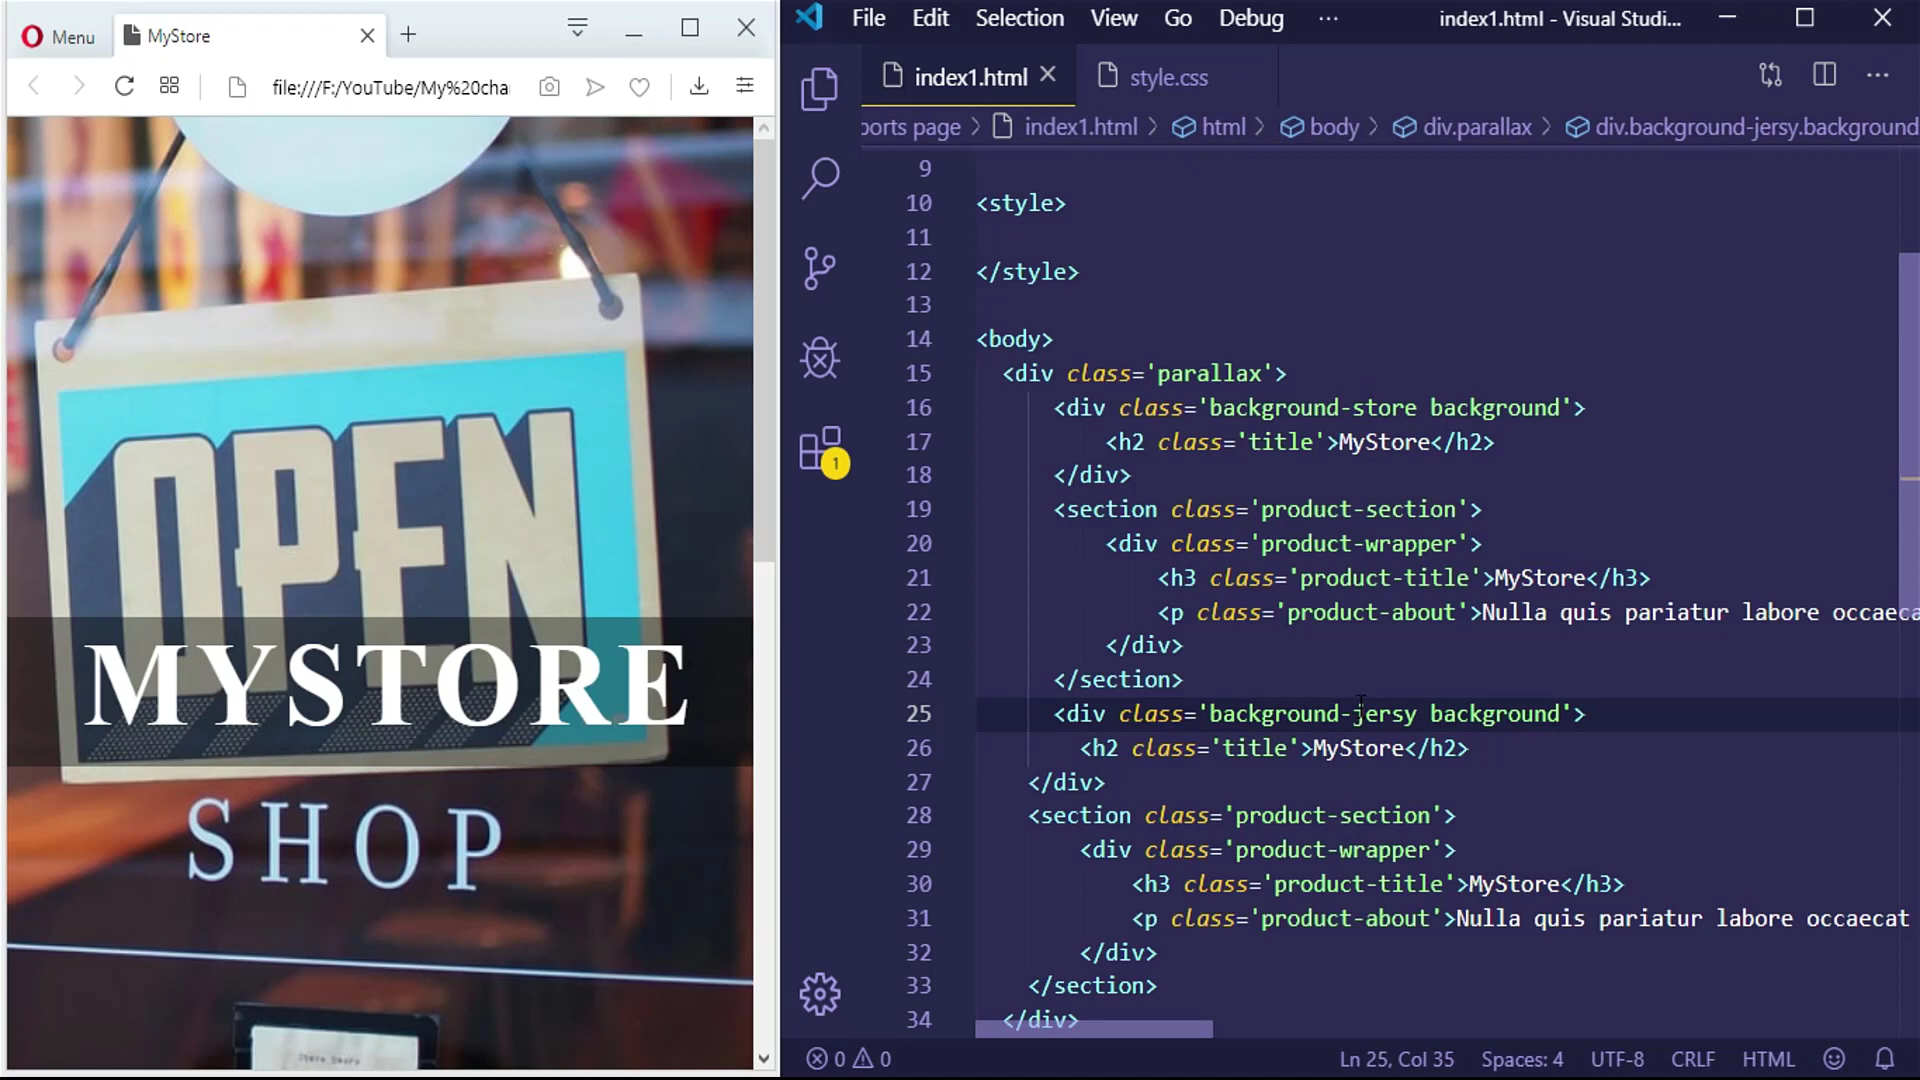 Menu
MyStore
file:///F:/YouTube/My%20cha
OPEN
MYSTORE
SHOP
File Edit Selection View Go Debug ··· index1.html - Visual Studi...
index1.html style.css
ports page > index1.html > html > body > div.parallax > div.background-jersy.background
9
10 <style>
11
12 </style>
13
14 <body>
15 <div class='parallax'>
16 <div class='background-store background'>
17 <h2 class='title'>MyStore</h2>
18 </div>
19 <section class='product-section'>
20 <div class='product-wrapper'>
21 <h3 class='product-title'>MyStore</h3>
22 <p class='product-about'>Nulla quis pariatur labore occaeca
23 </div>
24 </section>
25 <div class='background-jersy background'>
26 <h2 class='title'>MyStore</h2>
27 </div>
28 <section class='product-section'>
29 <div class='product-wrapper'>
30 <h3 class='product-title'>MyStore</h3>
31 <p class='product-about'>Nulla quis pariatur labore occaecat
32 </div>
33 </section>
34 </div>
1
0 0 Ln 25, Col 35 Spaces: 4 UTF-8 CRLF HTML